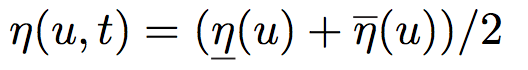 η(u, t) = (η̲(u) + η̅(u))/2